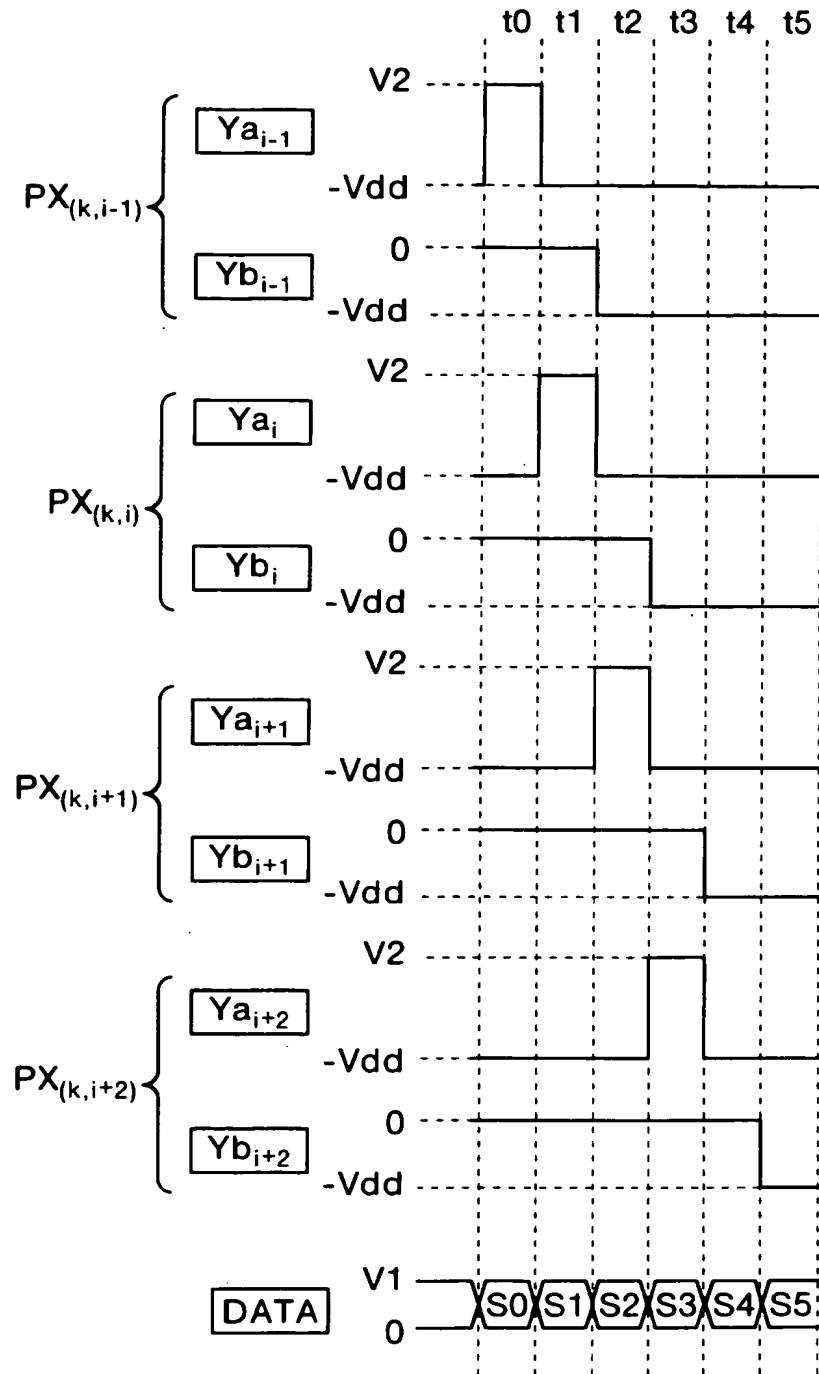 t0 t1 t2 t3 t4 t5
V2
Ya_{i-1}
-Vdd
PX_{(k,i-1)}
0
Yb_{i-1}
-Vdd
V2
Ya_i
-Vdd
PX_{(k,i)}
0
Yb_i
-Vdd
V2
Ya_{i+1}
-Vdd
PX_{(k,i+1)}
0
Yb_{i+1}
-Vdd
V2
Ya_{i+2}
-Vdd
PX_{(k,i+2)}
0
Yb_{i+2}
-Vdd
V1
DATA S0 S1 S2 S3 S4 S5
0